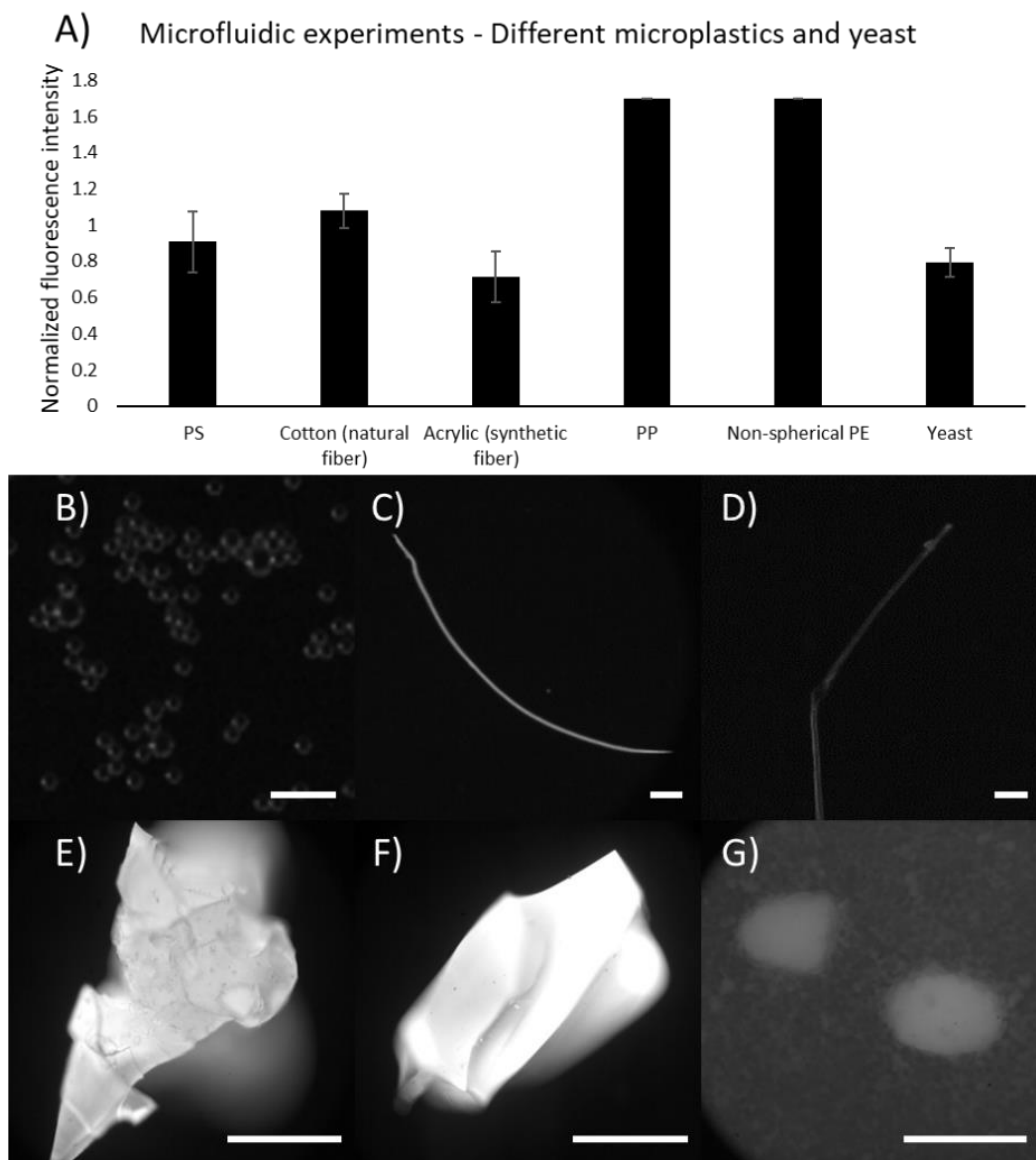 A) Microfluidic experiments - Different microplastics and yeast
Normalized fluorescence intensity
1.8
1.6
1.4
1.2
1
0.8
0.6
0.4
0.2
0
PS
Cotton (natural
fiber)
Acrylic (synthetic
fiber)
PP
Non-spherical PE
Yeast
B)
C)
D)
E)
F)
G)